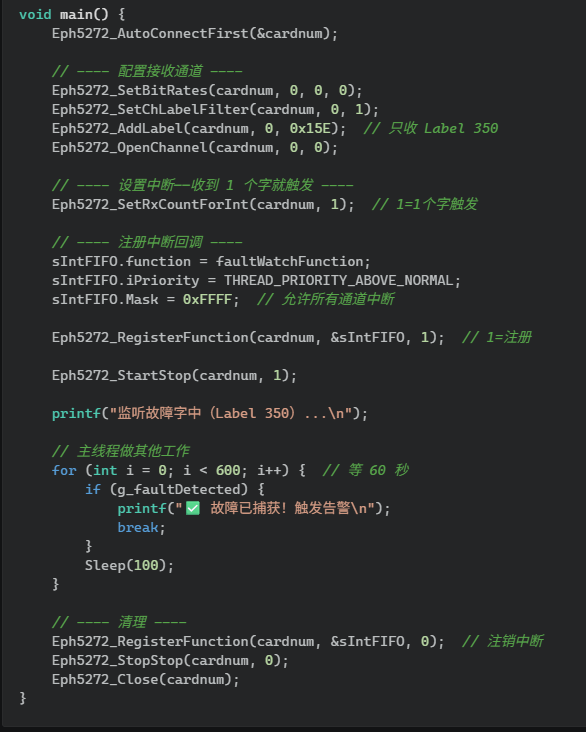 void main() {
    Eph5272_AutoConnectFirst(&cardnum);

    // ---- 配置接收通道 ----
    Eph5272_SetBitRates(cardnum, 0, 0, 0);
    Eph5272_SetChLabelFilter(cardnum, 0, 1);
    Eph5272_AddLabel(cardnum, 0, 0x15E);  // 只收 Label 350
    Eph5272_OpenChannel(cardnum, 0, 0);

    // ---- 设置中断——收到 1 个字就触发 ----
    Eph5272_SetRxCountForInt(cardnum, 1);  // 1=1个字触发

    // ---- 注册中断回调 ----
    sIntFIFO.function = faultWatchFunction;
    sIntFIFO.iPriority = THREAD_PRIORITY_ABOVE_NORMAL;
    sIntFIFO.Mask = 0xFFFF;  // 允许所有通道中断

    Eph5272_RegisterFunction(cardnum, &sIntFIFO, 1);  // 1=注册

    Eph5272_StartStop(cardnum, 1);

    printf("监听故障字中（Label 350）...\n");

    // 主线程做其他工作
    for (int i = 0; i < 600; i++) {  // 等 60 秒
        if (g_faultDetected) {
            printf("✅ 故障已捕获！触发告警\n");
            break;
        }
        Sleep(100);
    }

    // ---- 清理 ----
    Eph5272_RegisterFunction(cardnum, &sIntFIFO, 0);  // 注销中断
    Eph5272_StopStop(cardnum, 0);
    Eph5272_Close(cardnum);
}